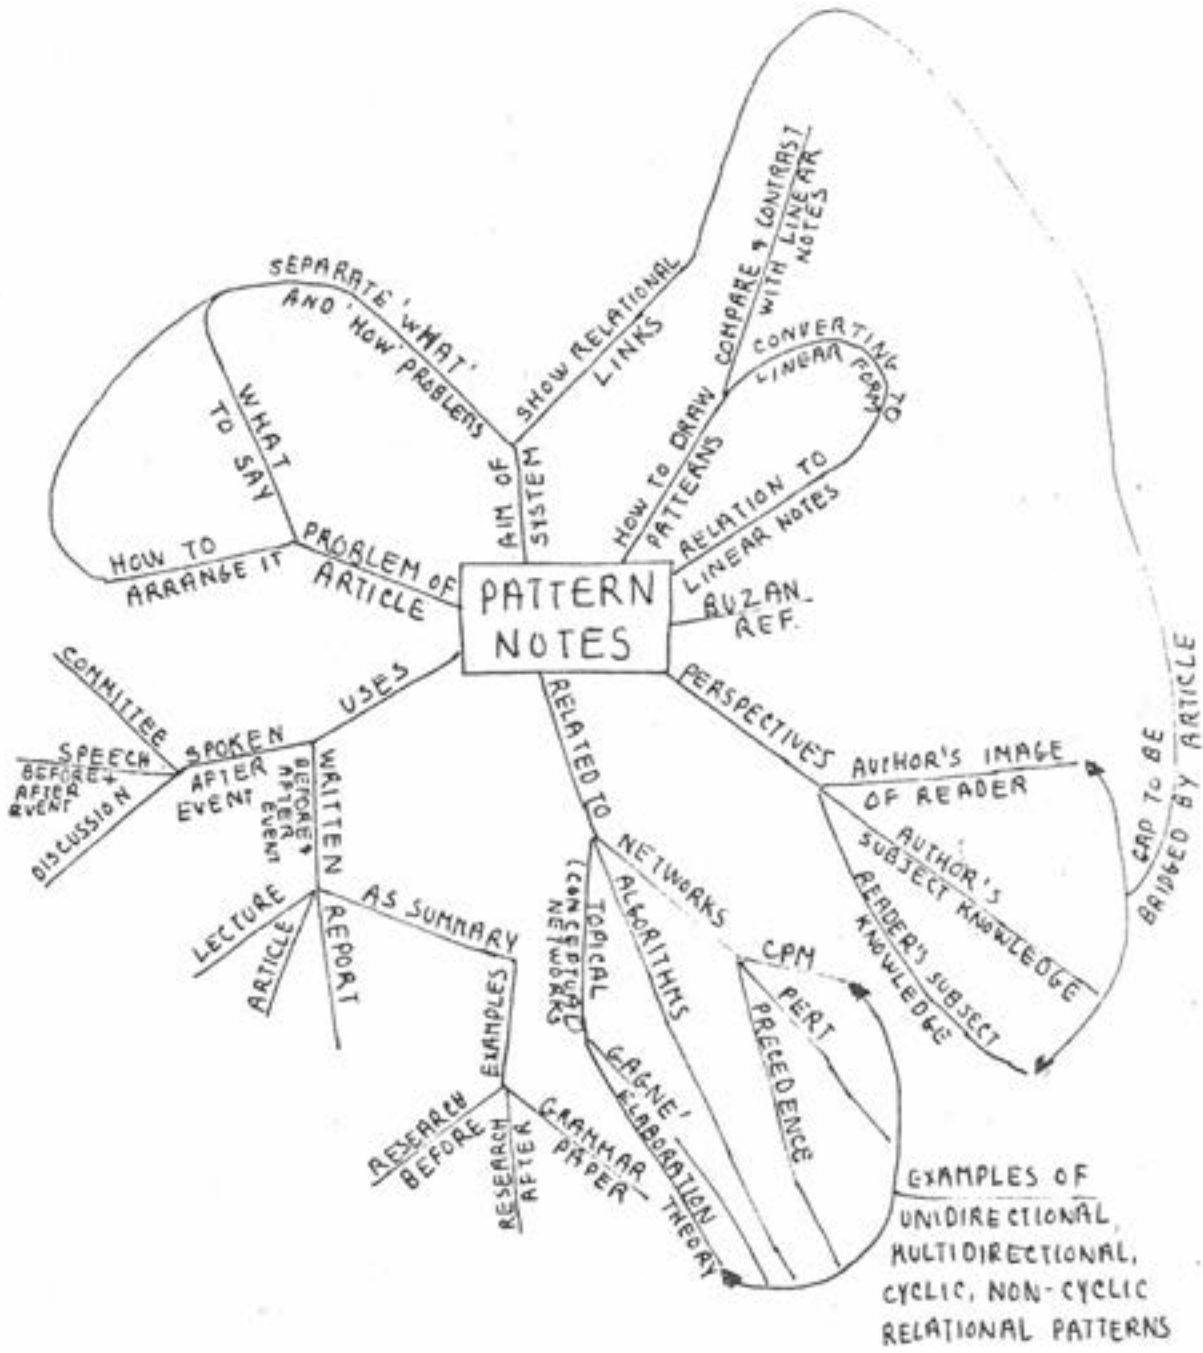 PATTERN
NOTES
AIM OF
SYSTEM
SEPARATE 'WHAT'
AND 'HOW' PROBLEMS
SHOW RELATIONAL
LINKS
HOW TO DRAW
PATTERNS
COMPARE & CONTRAST
WITH LINEAR
NOTES
CONVERTING TO
LINEAR FORM
RELATION TO
LINEAR NOTES
BUZAN
REF.
PERSPECTIVES
AUTHOR'S IMAGE
OF READER
AUTHOR'S
SUBJECT KNOWLEDGE
READER'S SUBJECT
KNOWLEDGE
GAP TO BE
BRIDGED BY ARTICLE
RELATED TO
NETWORKS
CPM
PERT
PRECEDENCE
ALGORITHMS
TOPICAL
(CONCEPTUAL)
NETWORKS
GAGNE'
ELABORATION
THEORY
EXAMPLES OF
UNIDIRECTIONAL,
MULTIDIRECTIONAL,
CYCLIC, NON-CYCLIC
RELATIONAL PATTERNS
USES
WRITTEN
BEFORE &
AFTER
EVENT
AS SUMMARY
EXAMPLES
RESEARCH
BEFORE
RESEARCH
AFTER
GRAMMAR
PAPER
REPORT
ARTICLE
LECTURE
SPOKEN
AFTER
EVENT
COMMITTEE
SPEECH
BEFORE +
AFTER
EVENT
DISCUSSION
PROBLEM OF
ARTICLE
WHAT
TO SAY
HOW TO
ARRANGE IT